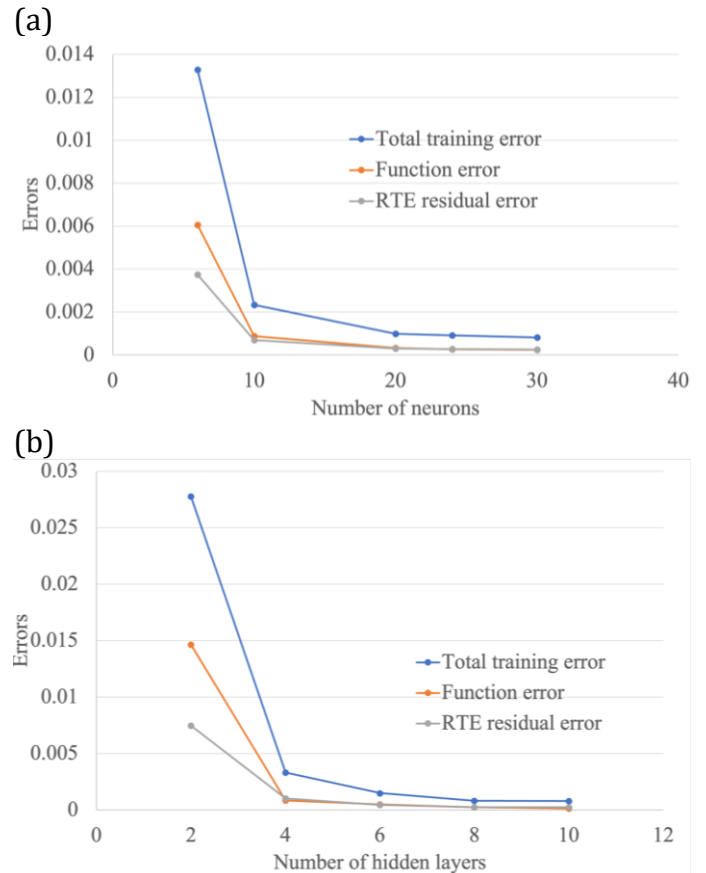 (a)
0.014
0.012
0.01
0.008
0.006
0.004
0.002
0
Errors
Total training error
Function error
RTE residual error
0 10 20 30 40
Number of neurons
(b)
0.03
0.025
0.02
0.015
0.01
0.005
0
Errors
Total training error
Function error
RTE residual error
0 2 4 6 8 10 12
Number of hidden layers